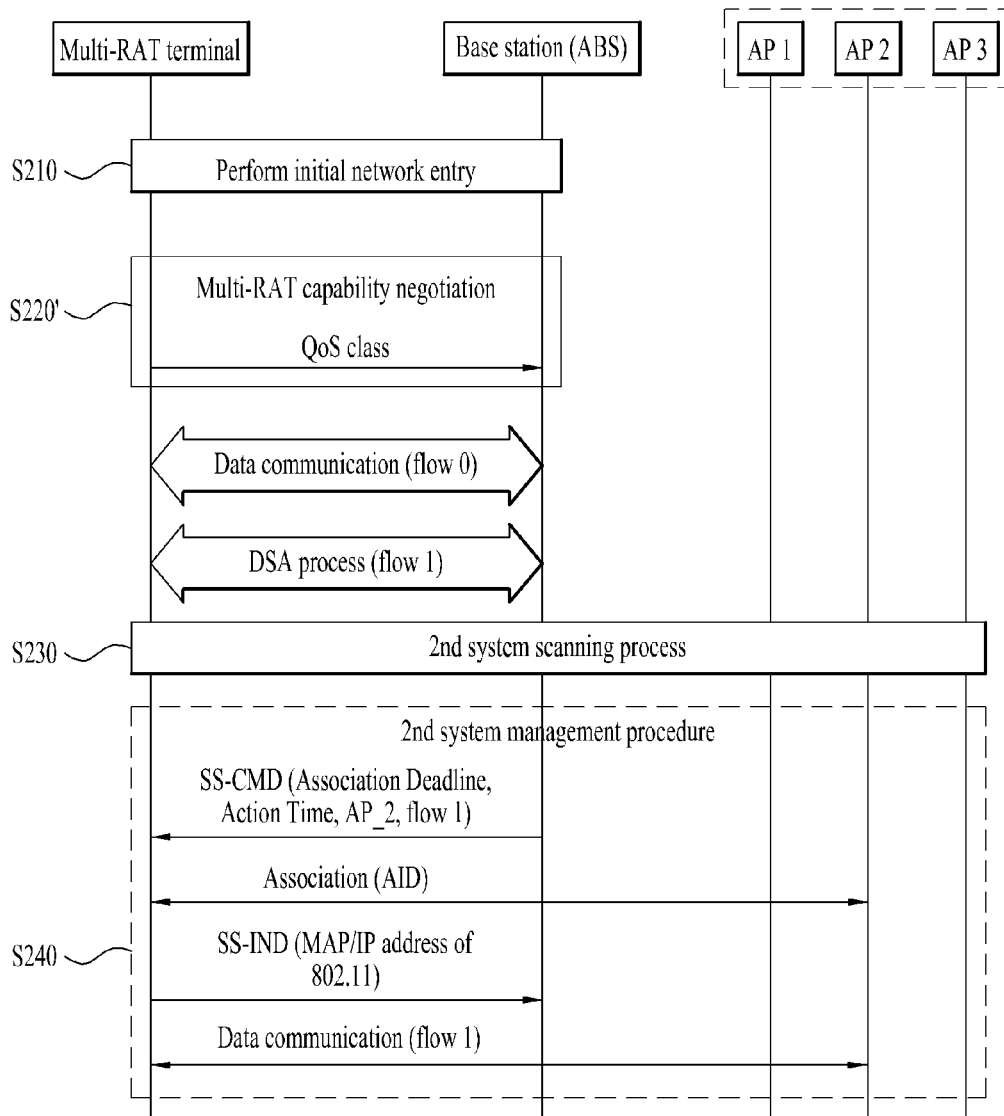 Multi-RAT terminal
Base station (ABS)
AP 1
AP 2
AP 3
S210
Perform initial network entry
S220'
Multi-RAT capability negotiation
QoS class
Data communication (flow 0)
DSA process (flow 1)
S230
2nd system scanning process
2nd system management procedure
SS-CMD (Association Deadline,
Action Time, AP_2, flow 1)
Association (AID)
S240
SS-IND (MAP/IP address of
802.11)
Data communication (flow 1)